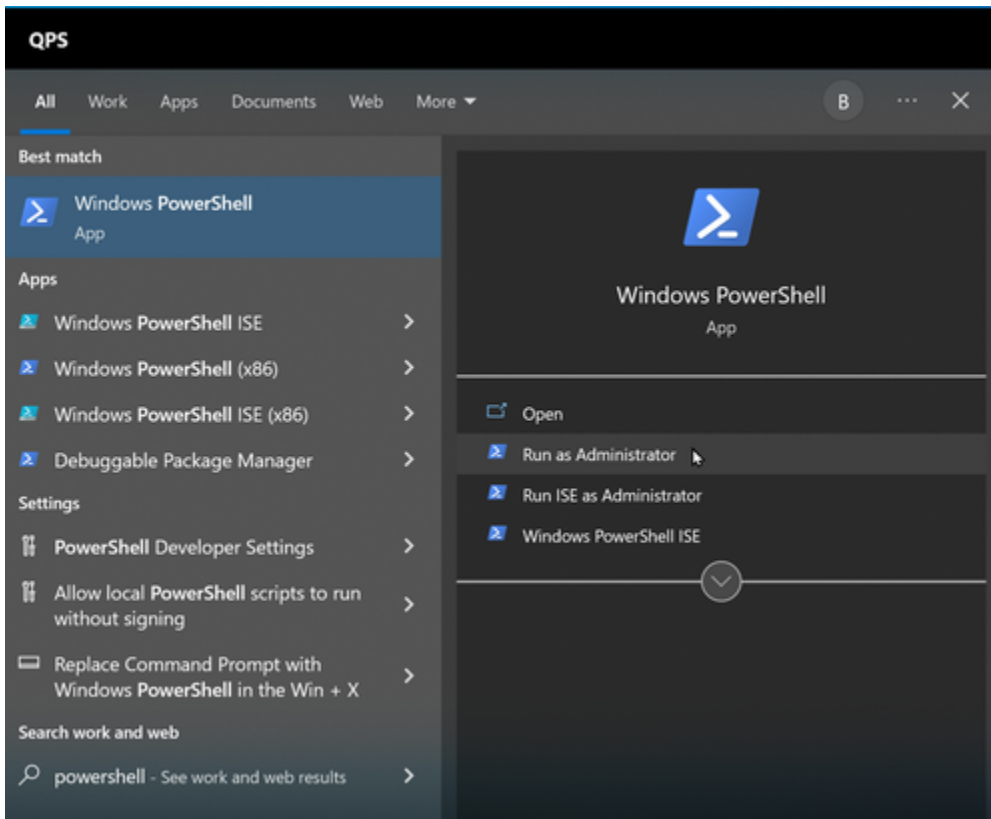 QPS
All Work Apps Documents Web More B ...
Best match
Windows PowerShell
App
Apps
Windows PowerShell ISE
Windows PowerShell (x86)
Windows PowerShell ISE (x86)
Debuggable Package Manager
Settings
PowerShell Developer Settings
Allow local PowerShell scripts to run
without signing
Replace Command Prompt with
Windows PowerShell in the Win + X
Search work and web
powershell - See work and web results
Windows PowerShell
App
Open
Run as Administrator
Run ISE as Administrator
Windows PowerShell ISE